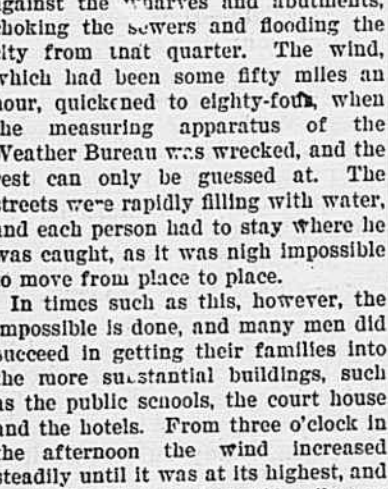 against the wharves and abutments,
choking the sewers and flooding the
city from that quarter. The wind,
which had been some fifty miles an
hour, quickened to eighty-four, when
the measuring apparatus of the
Weather Bureau was wrecked, and the
rest can only be guessed at. The
streets were rapidly filling with water,
and each person had to stay where he
was caught, as it was nigh impossible
to move from place to place.
In times such as this, however, the
impossible is done, and many men did
succeed in getting their families into
the more substantial buildings, such
as the public schools, the court house
and the hotels. From three o'clock in
the afternoon the wind increased
steadily until it was at its highest, and